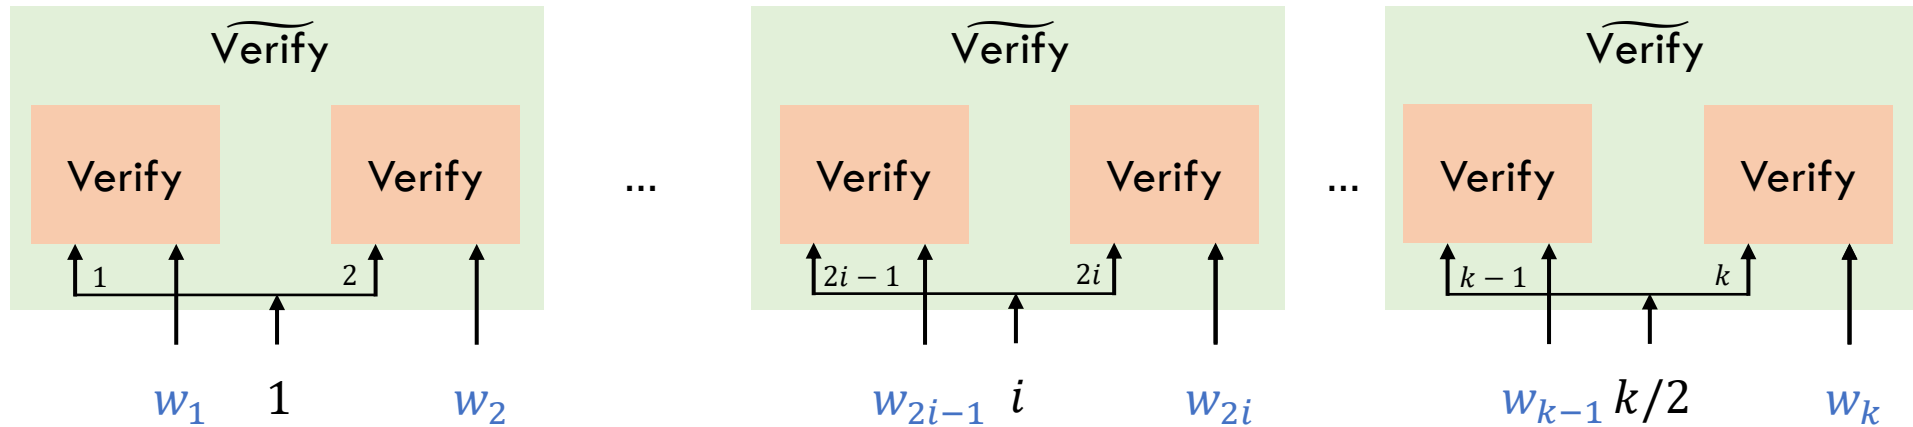 Verify Verify Verify
Verify Verify ... Verify Verify ... Verify Verify
1 2 2i − 1 2i k − 1 k
w₁ 1 w₂ w₂ᵢ₋₁ i w₂ᵢ wₖ₋₁ k/2 wₖ